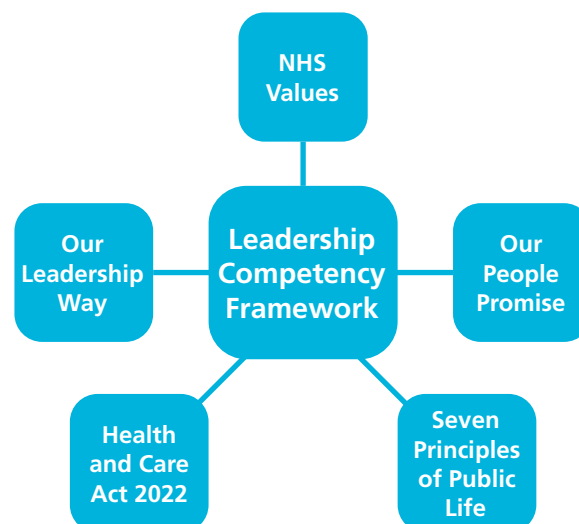 NHS
Values
Leadership
Competency
Framework
Our
Leadership
Way
Our
People
Promise
Health
and Care
Act 2022
Seven
Principles
of Public
Life